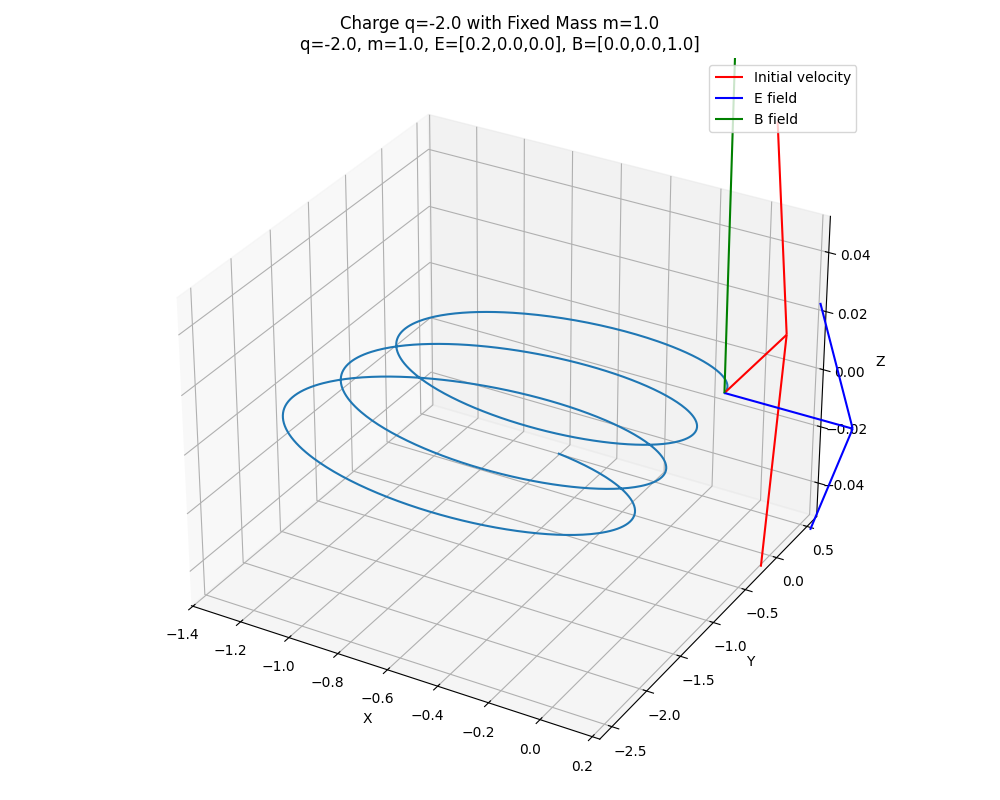 Charge q=-2.0 with Fixed Mass m=1.0
q=-2.0, m=1.0, E=[0.2,0.0,0.0], B=[0.0,0.0,1.0]
Initial velocity
E field
B field
0.04
0.02
0.00
−0.02
−0.04
Z
0.5
0.0
−0.5
−1.0
−1.5
−2.0
−2.5
Y
−1.4
−1.2
−1.0
−0.8
−0.6
−0.4
−0.2
0.0
0.2
X